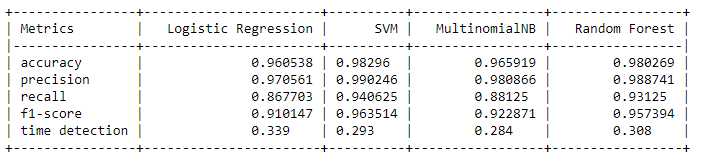 +----------------+-----------------------+----------+-----------------+-----------------+
| Metrics        |   Logistic Regression |      SVM |   MultinomialNB |   Random Forest |
|----------------+-----------------------+----------+-----------------+-----------------|
| accuracy       |              0.960538 | 0.98296  |        0.965919 |        0.980269 |
| precision      |              0.970561 | 0.990246 |        0.980866 |        0.988741 |
| recall         |              0.867703 | 0.940625 |        0.88125  |        0.93125  |
| f1-score       |              0.910147 | 0.963514 |        0.922871 |        0.957394 |
| time detection |              0.339    | 0.293    |        0.284    |        0.308    |
+----------------+-----------------------+----------+-----------------+-----------------+